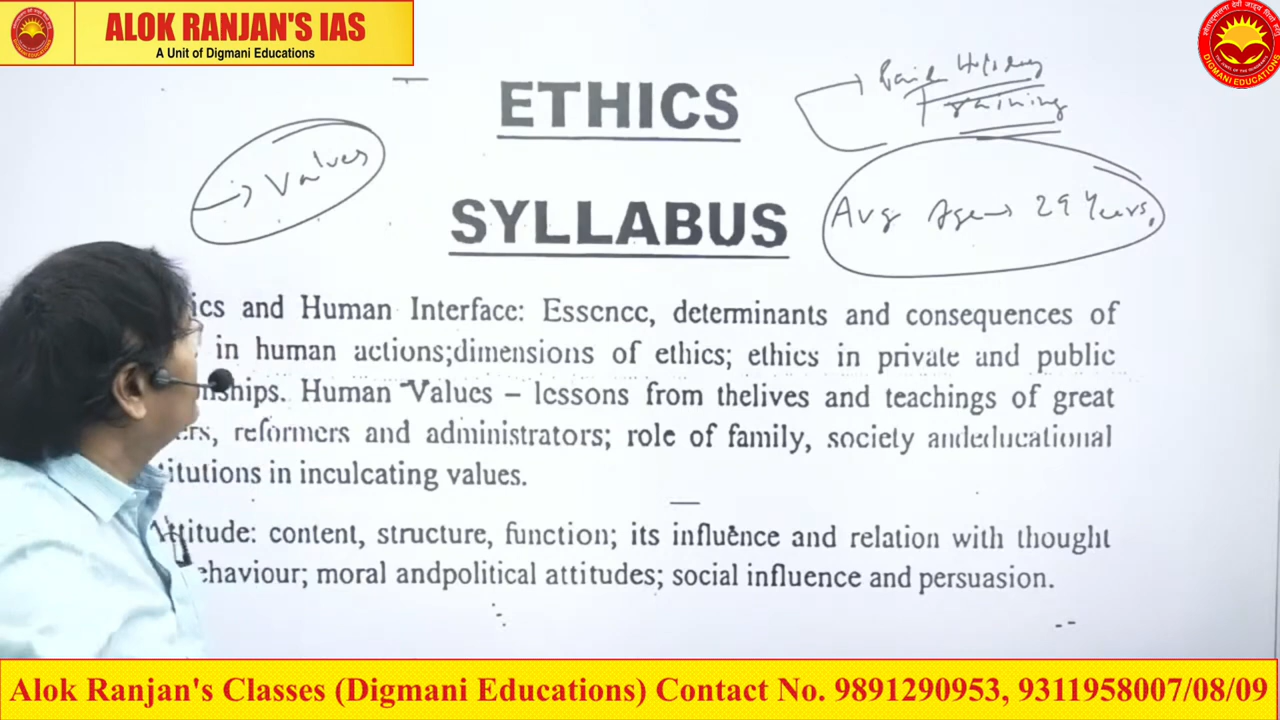 ALOK RANJAN'S IAS
A Unit of Digmani Educations
DIGMANI EDUCATIONS
ETHICS
Training
→ Values
SYLLABUS
Avg Age → 29 Years.
ics and Human Interface: Essence, determinants and consequences of
in human actions;dimensions of ethics; ethics in private and public
nships. Human Values – lessons from thelives and teachings of great
ers, reformers and administrators; role of family, society andeducational
titutions in inculcating values.
Attitude: content, structure, function; its influence and relation with thought
ehaviour; moral andpolitical attitudes; social influence and persuasion.
Alok Ranjan's Classes (Digmani Educations) Contact No. 9891290953, 9311958007/08/09